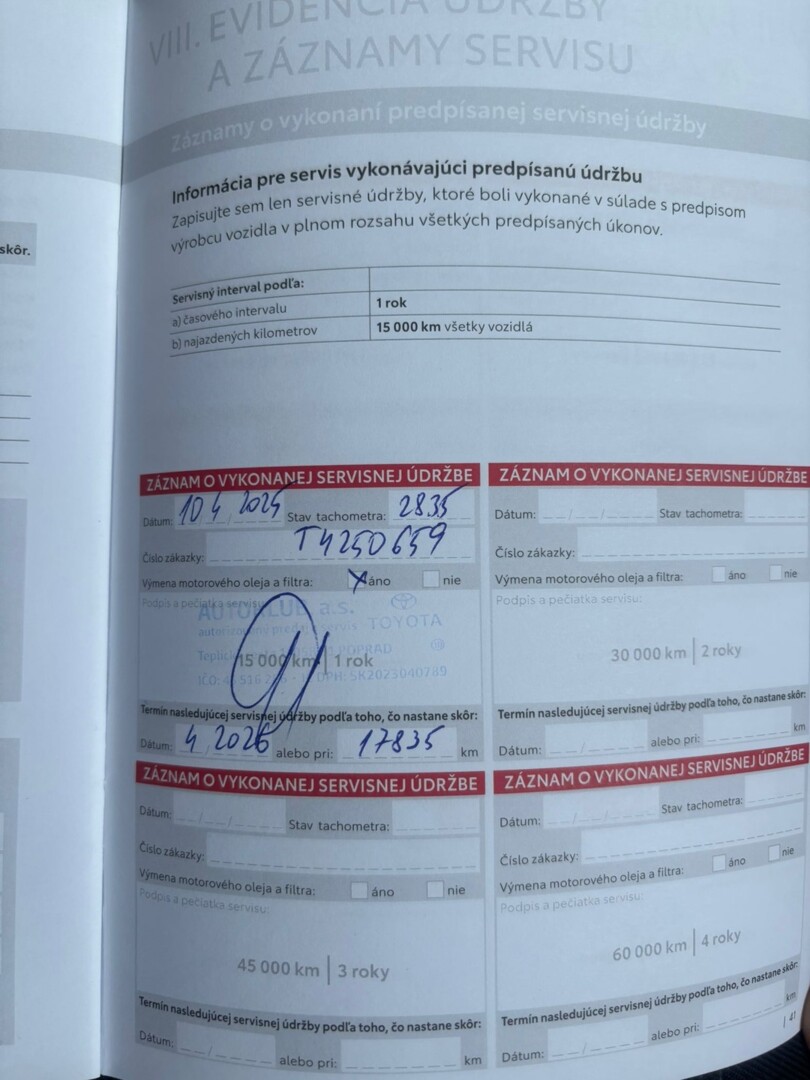 VIII. EVIDENCIA ÚDRŽBY
A ZÁZNAMY SERVISU
Záznamy o vykonaní predpísanej servisnej údržby
Informácia pre servis vykonávajúci predpísanú údržbu
Zapisujte sem len servisné údržby, ktoré boli vykonané v súlade s predpisom
výrobcu vozidla v plnom rozsahu všetkých predpísaných úkonov.
skôr.
Servisný interval podľa:
a) časového intervalu 1 rok
b) najazdených kilometrov 15 000 km všetky vozidlá
ZÁZNAM O VYKONANEJ SERVISNEJ ÚDRŽBE
Dátum: 10 4 2025 Stav tachometra: 2835
Číslo zákazky: T4250659
Výmena motorového oleja a filtra: áno nie
Podpis a pečiatka servisu:
AUTOKLUB a.s.
TOYOTA
POPRAD
15 000 km | 1 rok
DPH: SK2023040789
Termín nasledujúcej servisnej údržby podľa toho, čo nastane skôr:
Dátum: 4 2026 alebo pri: 17835 km
ZÁZNAM O VYKONANEJ SERVISNEJ ÚDRŽBE
Dátum: Stav tachometra:
Číslo zákazky:
Výmena motorového oleja a filtra: áno nie
Podpis a pečiatka servisu:
30 000 km | 2 roky
Termín nasledujúcej servisnej údržby podľa toho, čo nastane skôr:
Dátum: alebo pri: km
ZÁZNAM O VYKONANEJ SERVISNEJ ÚDRŽBE
Dátum: Stav tachometra:
Číslo zákazky:
Výmena motorového oleja a filtra: áno nie
Podpis a pečiatka servisu:
45 000 km | 3 roky
Termín nasledujúcej servisnej údržby podľa toho, čo nastane skôr:
Dátum: alebo pri: km
ZÁZNAM O VYKONANEJ SERVISNEJ ÚDRŽBE
Dátum: Stav tachometra:
Číslo zákazky:
Výmena motorového oleja a filtra: áno nie
Podpis a pečiatka servisu:
60 000 km | 4 roky
Termín nasledujúcej servisnej údržby podľa toho, čo nastane skôr:
Dátum: alebo pri: km
| 41